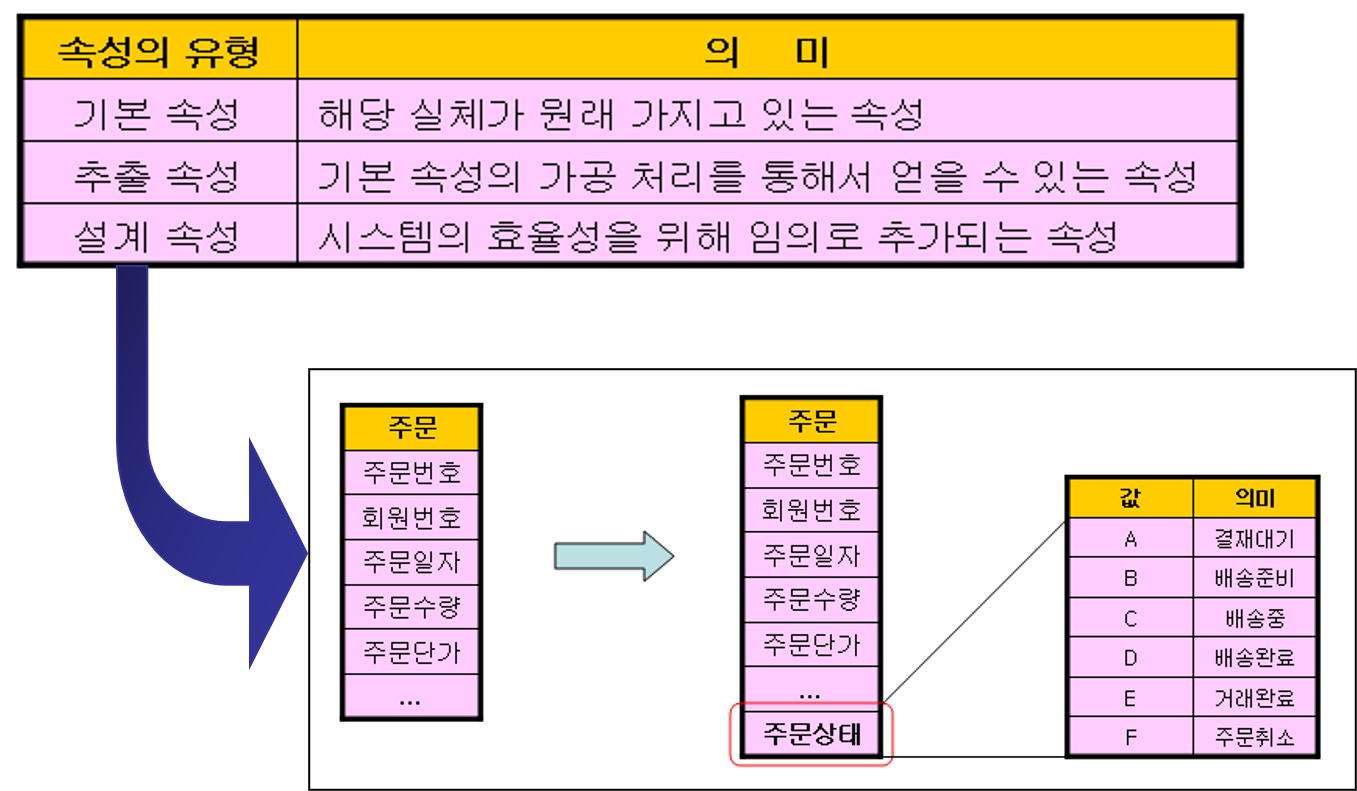 속성의 유형 의 미
기본 속성 해당 실체가 원래 가지고 있는 속성
추출 속성 기본 속성의 가공 처리를 통해서 얻을 수 있는 속성
설계 속성 시스템의 효율성을 위해 임의로 추가되는 속성
주문
주문번호
회원번호
주문일자
주문수량
주문단가
...
주문
주문번호
회원번호
주문일자
주문수량
주문단가
...
주문상태
값 의미
A 결재대기
B 배송준비
C 배송중
D 배송완료
E 거래완료
F 주문취소